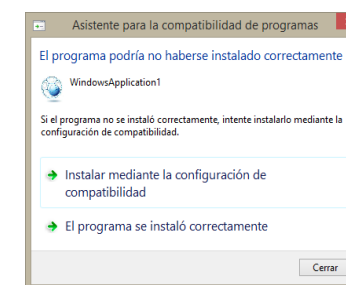 Asistente para la compatibilidad de programas
El programa podría no haberse instalado correctamente
WindowsApplication1
Si el programa no se instaló correctamente, intente instalarlo mediante la
configuración de compatibilidad.
Instalar mediante la configuración de
compatibilidad
El programa se instaló correctamente
Cerrar